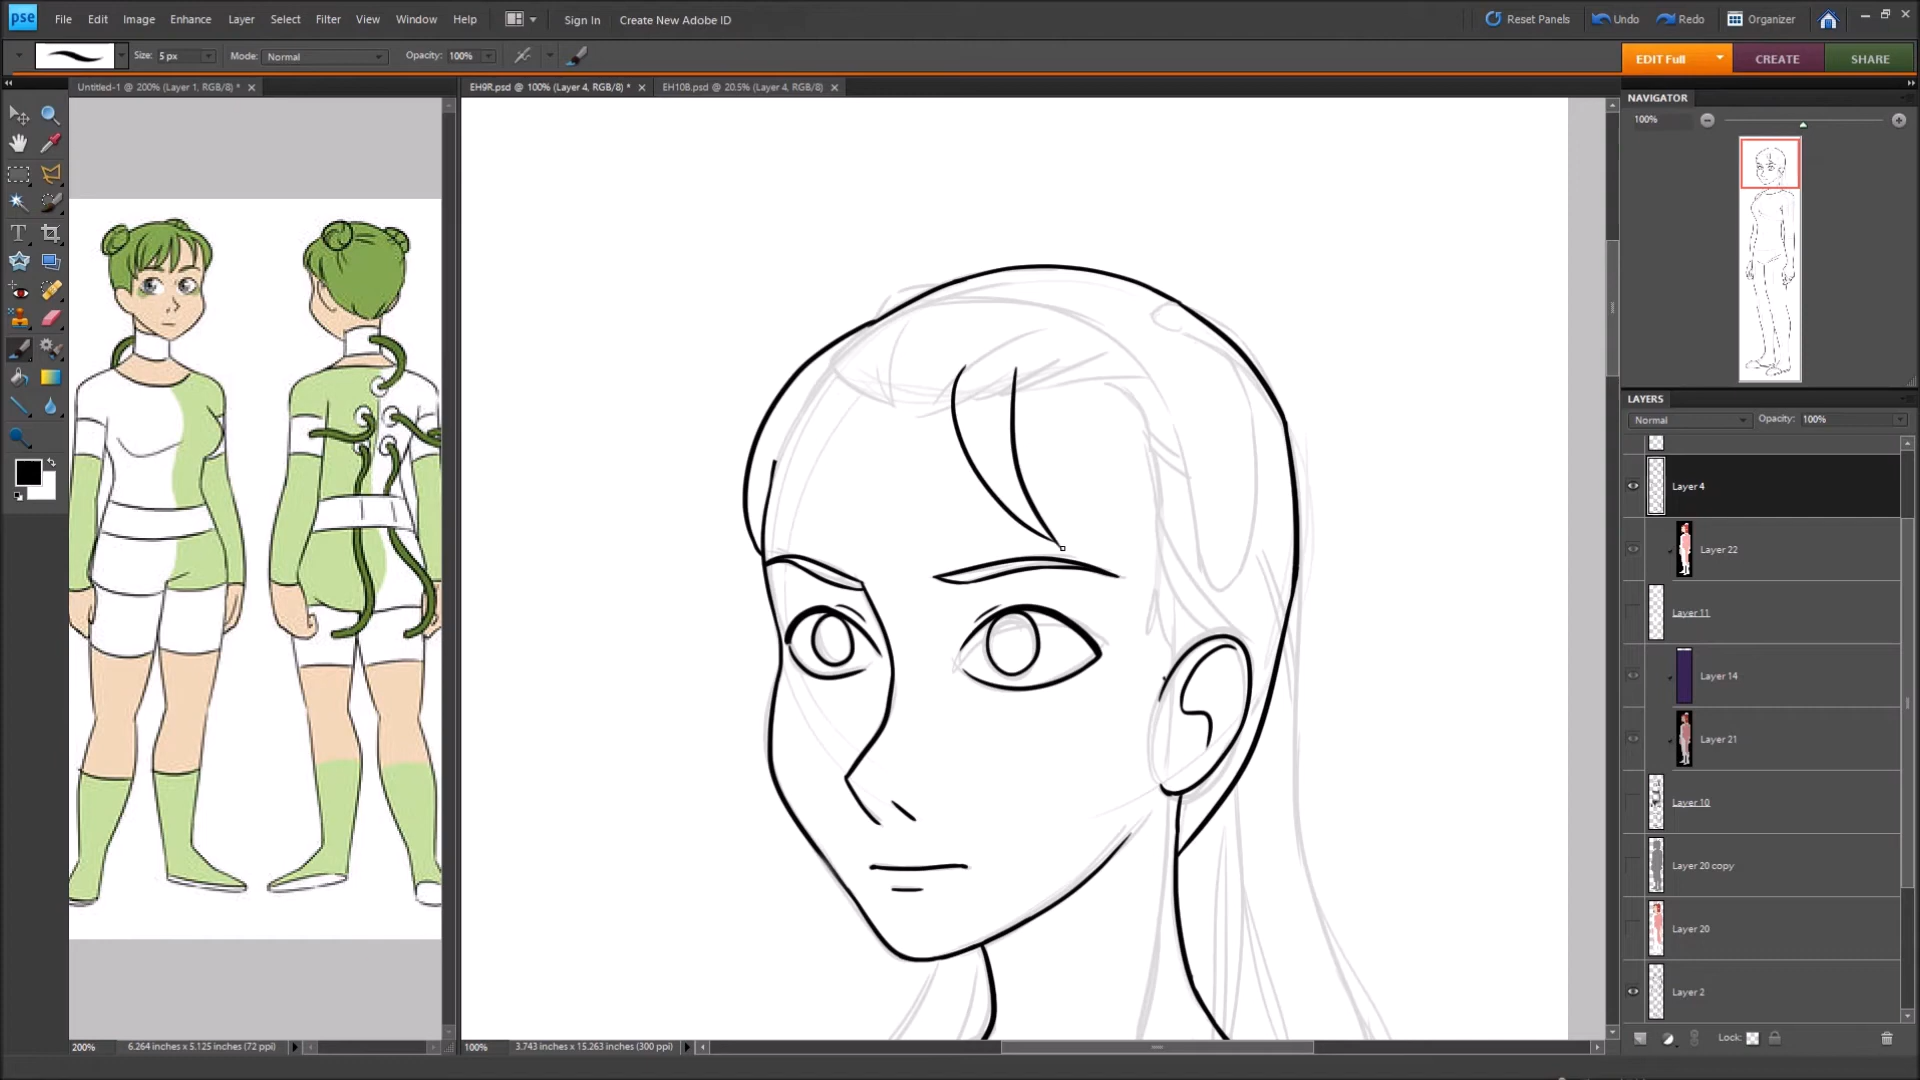 pse File Edit Image Enhance Layer Select Filter View Window Help Sign In Create New Adobe ID Reset Panels Undo Redo Organizer
Size: 5 px Mode: Normal Opacity: 100% EDIT Full CREATE SHARE
Untitled-1 @ 200% (Layer 1, RGB/8) * EH9R.psd @ 100% (Layer 4, RGB/8) * EH10B.psd @ 20.5% (Layer 4, RGB/8)
NAVIGATOR
100%
LAYERS
Normal Opacity: 100%
Layer 4
Layer 22
Layer 11
Layer 14
Layer 21
Layer 10
Layer 20 copy
Layer 20
Layer 2
Lock:
200% 6.264 inches x 5.125 inches (72 ppi) 100% 3.743 inches x 15.263 inches (300 ppi)